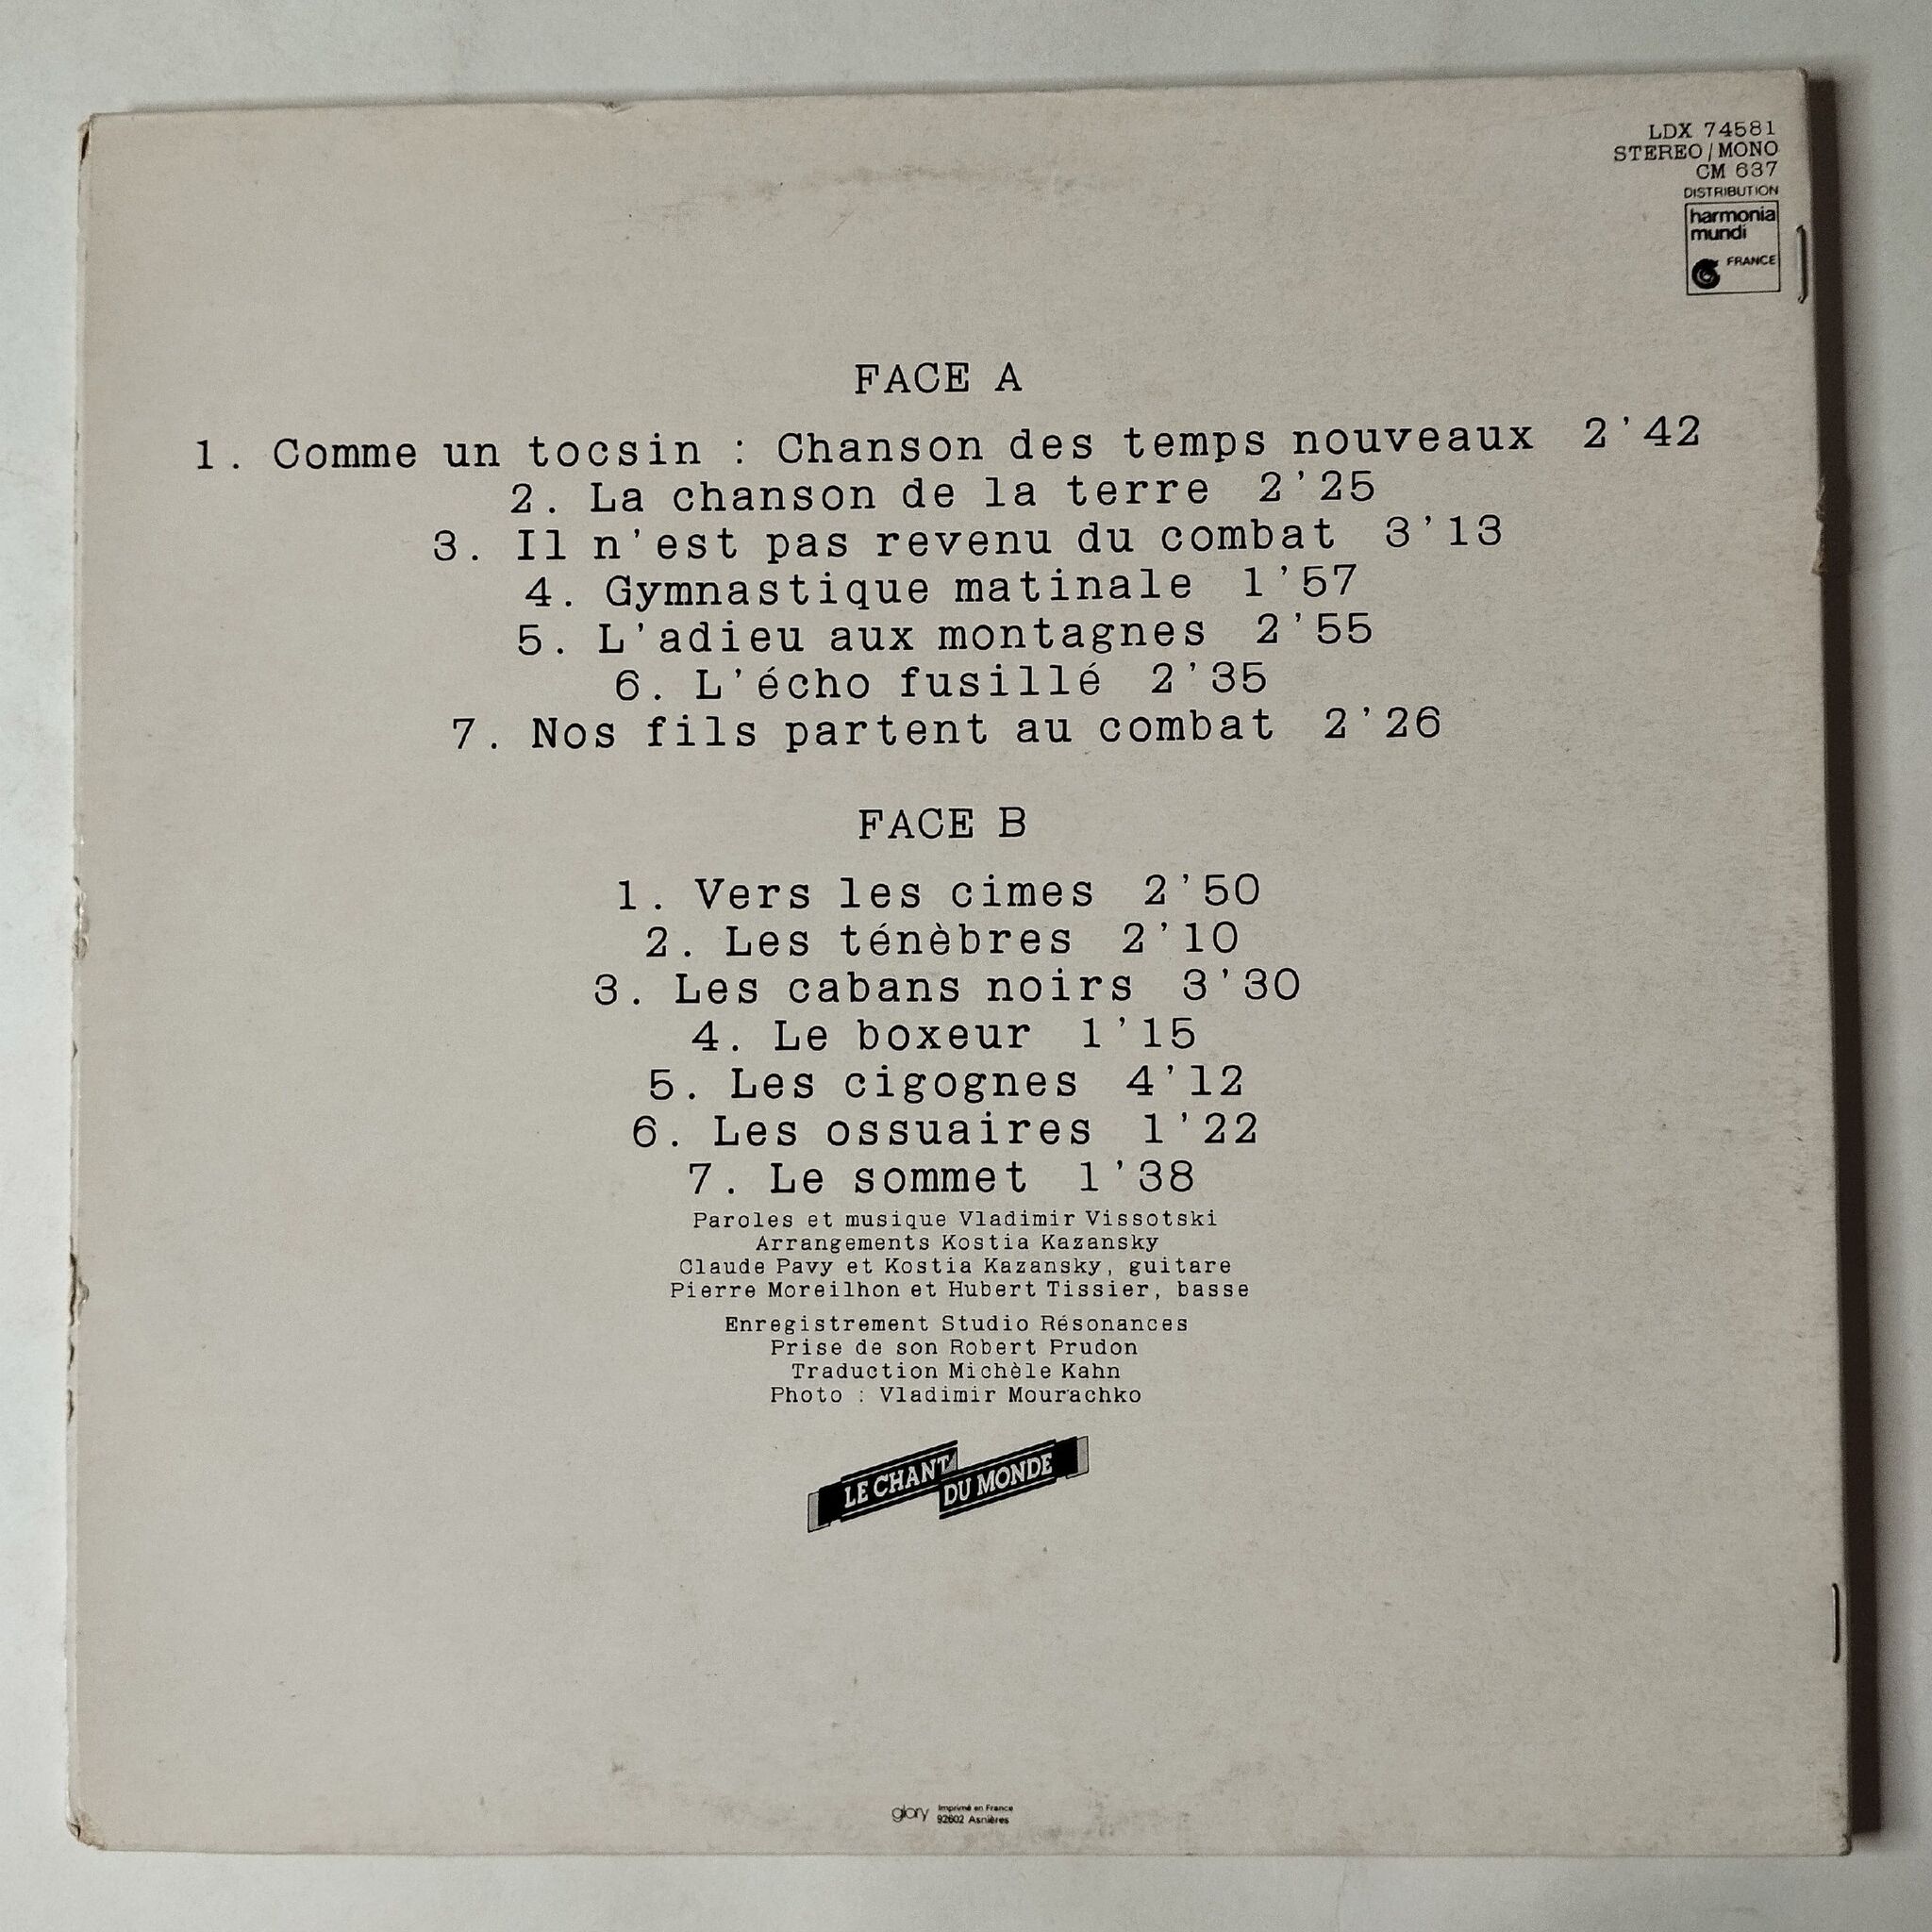 LDX 74581
STEREO/MONO
CM 637
DISTRIBUTION
harmonia
mundi
FRANCE
FACE A
1. Comme un tocsin : Chanson des temps nouveaux 2'42
2. La chanson de la terre 2'25
3. Il n'est pas revenu du combat 3'13
4. Gymnastique matinale 1'57
5. L'adieu aux montagnes 2'55
6. L'écho fusillé 2'35
7. Nos fils partent au combat 2'26
FACE B
1. Vers les cimes 2'50
2. Les ténèbres 2'10
3. Les cabans noirs 3'30
4. Le boxeur 1'15
5. Les cigognes 4'12
6. Les ossuaires 1'22
7. Le sommet 1'38
Paroles et musique Vladimir Vissotski
Arrangements Kostia Kazansky
Claude Pavy et Kostia Kazansky, guitare
Pierre Moreilhon et Hubert Tissier, basse
Enregistrement Studio Résonances
Prise de son Robert Prudon
Traduction Michèle Kahn
Photo : Vladimir Mourachko
LE CHANT
DU MONDE
glory Imprimé en France
92602 Asnières